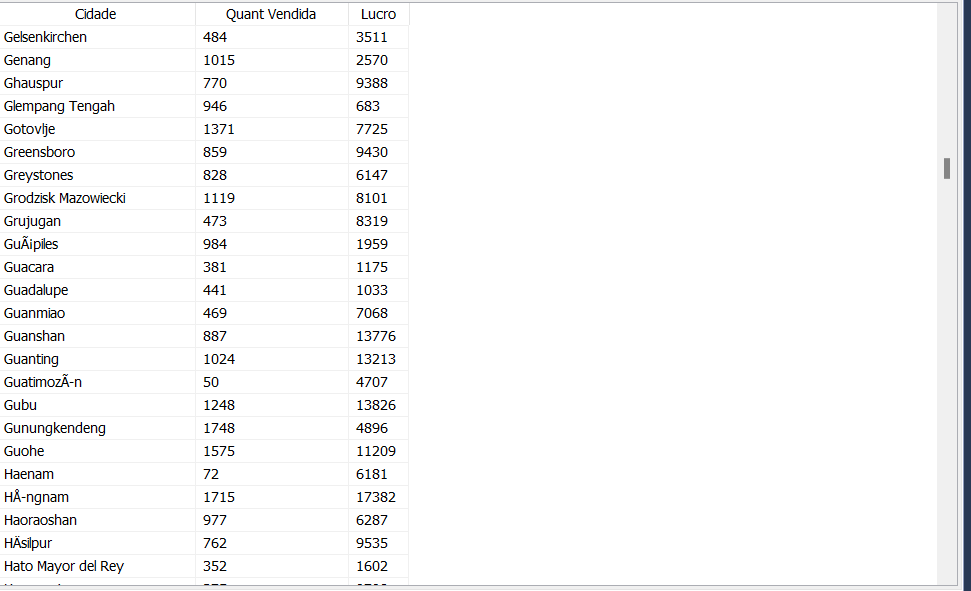 Cidade Quant Vendida Lucro
Gelsenkirchen 484 3511
Genang 1015 2570
Ghauspur 770 9388
Glempang Tengah 946 683
Gotovlje 1371 7725
Greensboro 859 9430
Greystones 828 6147
Grodzisk Mazowiecki 1119 8101
Grujugan 473 8319
GuÃ¡piles 984 1959
Guacara 381 1175
Guadalupe 441 1033
Guanmiao 469 7068
Guanshan 887 13776
Guanting 1024 13213
GuatimozÃ-n 50 4707
Gubu 1248 13826
Gunungkendeng 1748 4896
Guohe 1575 11209
Haenam 72 6181
HÅ-ngnam 1715 17382
Haoraoshan 977 6287
HÄsilpur 762 9535
Hato Mayor del Rey 352 1602